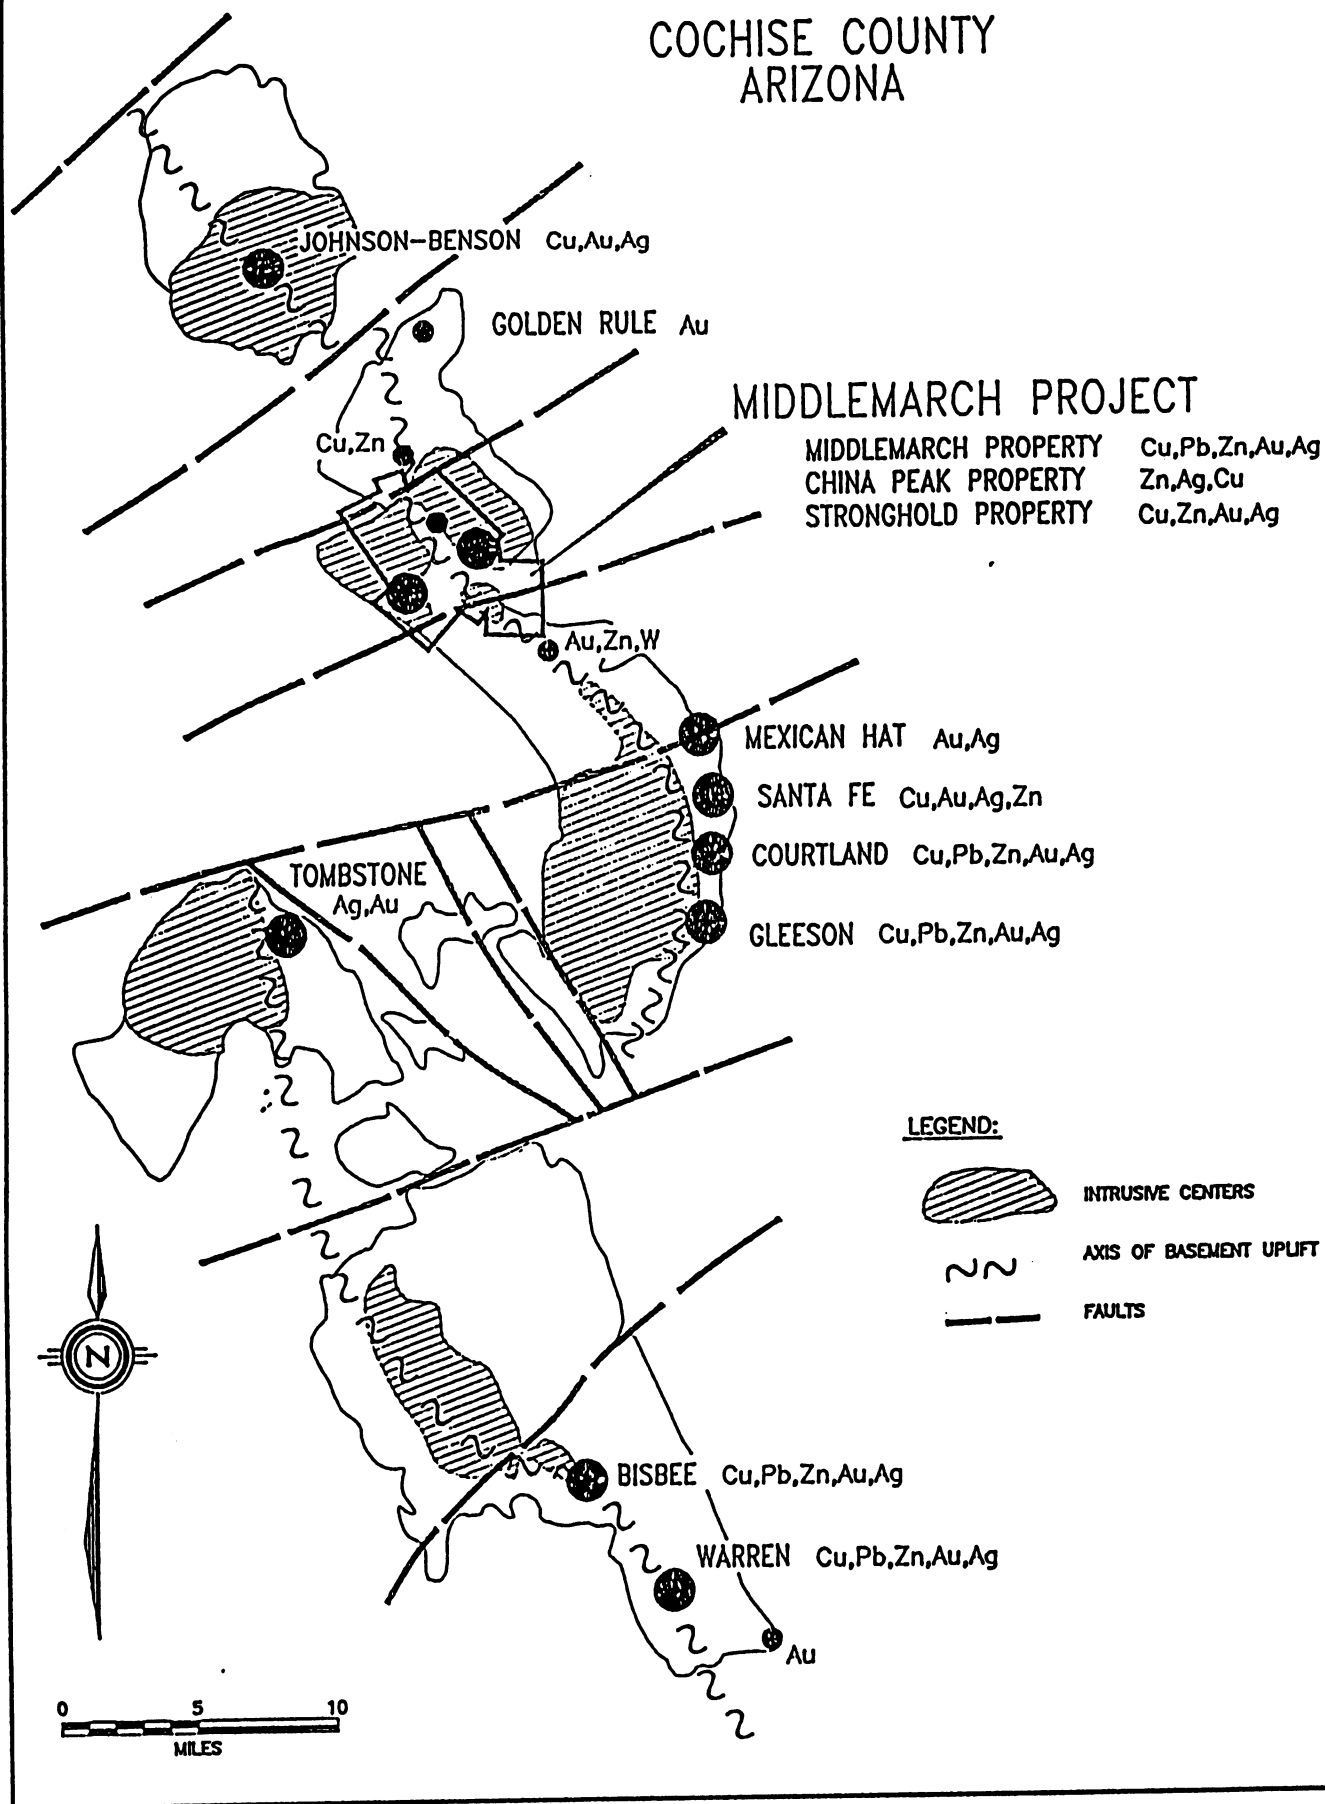 COCHISE COUNTY
ARIZONA
JOHNSON-BENSON Cu,Au,Ag
GOLDEN RULE Au
MIDDLEMARCH PROJECT
MIDDLEMARCH PROPERTY Cu,Pb,Zn,Au,Ag
CHINA PEAK PROPERTY Zn,Ag,Cu
STRONGHOLD PROPERTY Cu,Zn,Au,Ag
Cu,Zn
Au,Zn,W
MEXICAN HAT Au,Ag
SANTA FE Cu,Au,Ag,Zn
COURTLAND Cu,Pb,Zn,Au,Ag
TOMBSTONE
Ag,Au
GLEESON Cu,Pb,Zn,Au,Ag
LEGEND:
INTRUSIVE CENTERS
AXIS OF BASEMENT UPLIFT
FAULTS
N
BISBEE Cu,Pb,Zn,Au,Ag
WARREN Cu,Pb,Zn,Au,Ag
Au
0 5 10
MILES